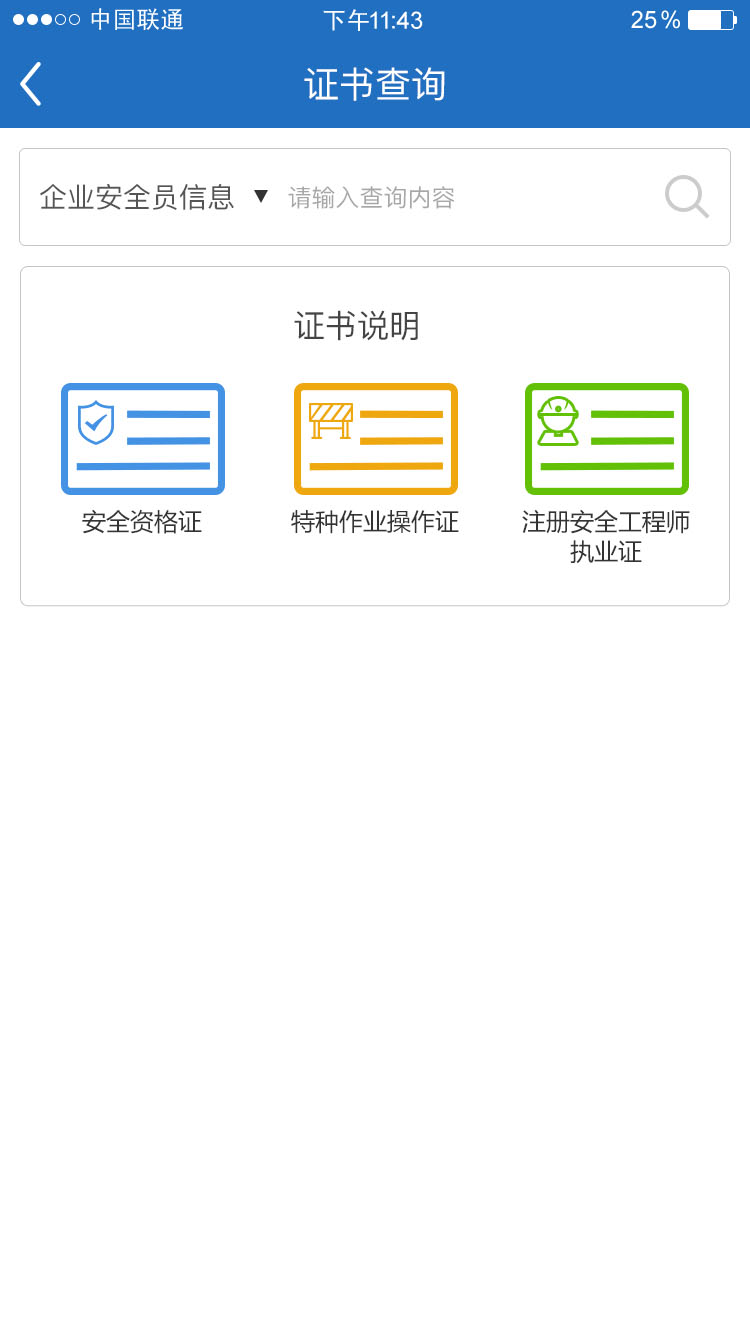 中国联通 下午11:43 25%
证书查询
企业安全员信息 ▼ 请输入查询内容
证书说明
安全资格证 特种作业操作证 注册安全工程师
执业证